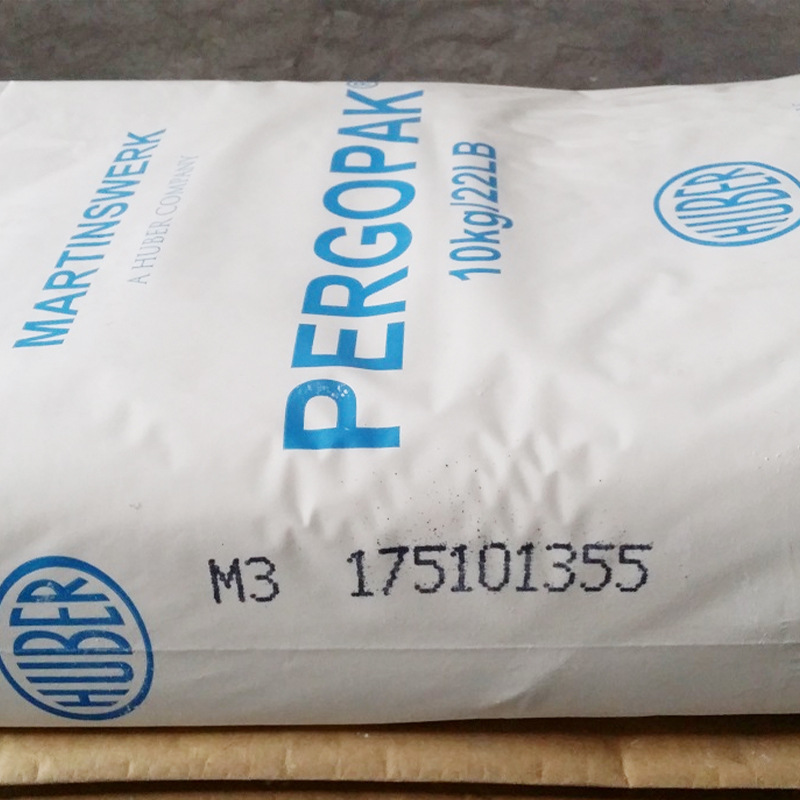 MARTINSWERK
A HUBER COMPANY
PERGOPAK®
10kg/22LB
HUBER
HUBER
M3 175101355